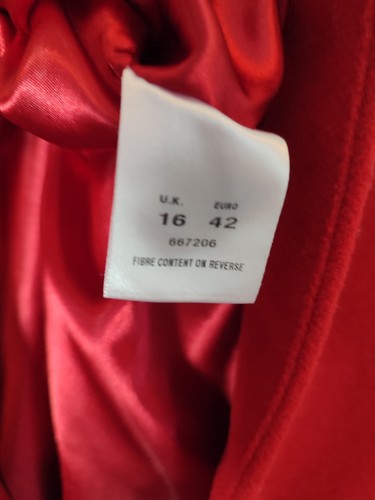 U.K. EURO
16 42
667206
FIBRE CONTENT ON REVERSE